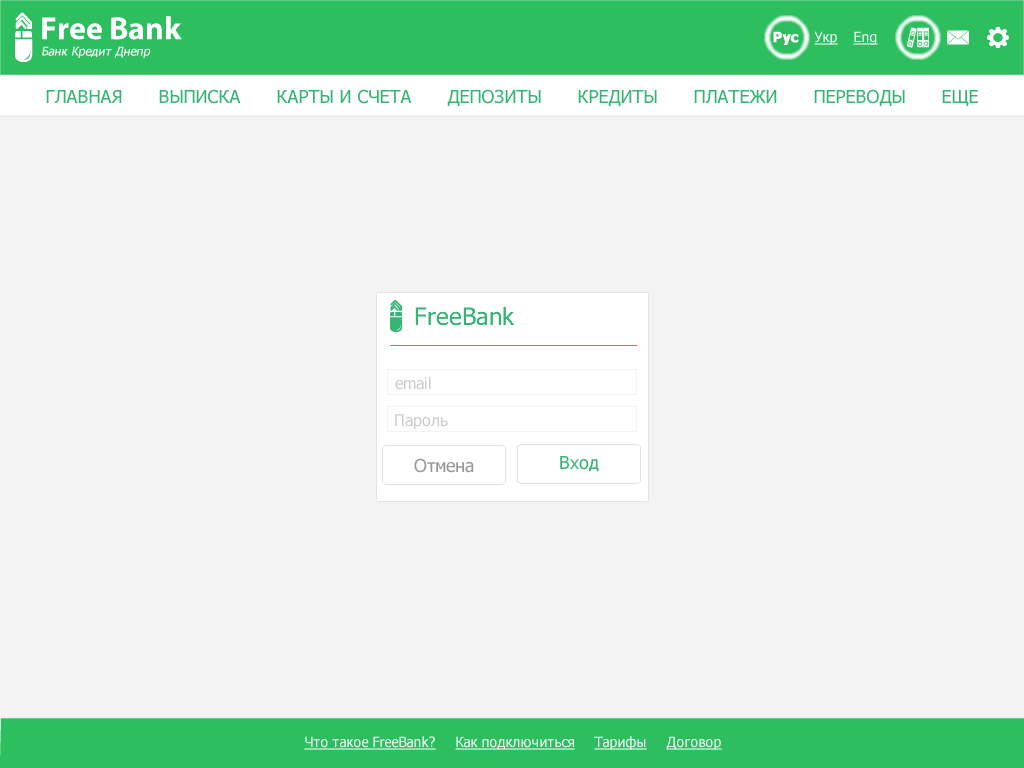 Free Bank
Банк Кредит Днепр
Рус Укр Eng
ГЛАВНАЯ ВЫПИСКА КАРТЫ И СЧЕТА ДЕПОЗИТЫ КРЕДИТЫ ПЛАТЕЖИ ПЕРЕВОДЫ ЕЩЕ
FreeBank
email
Пароль
Отмена Вход
Что такое FreeBank? Как подключиться Тарифы Договор